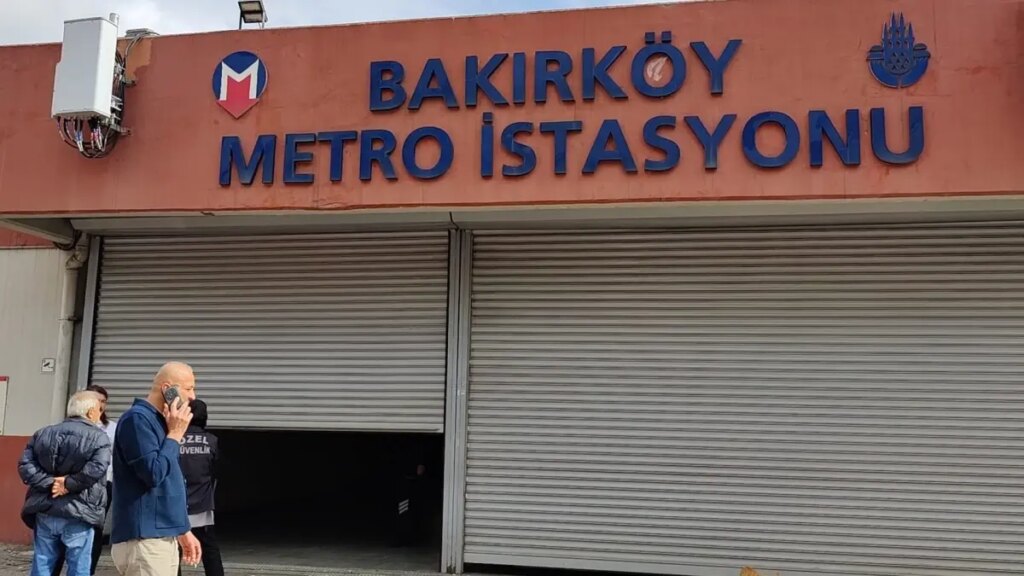 M
BAKIRKÖY
METRO İSTASYONU
ÖZEL
GÜVENLİK